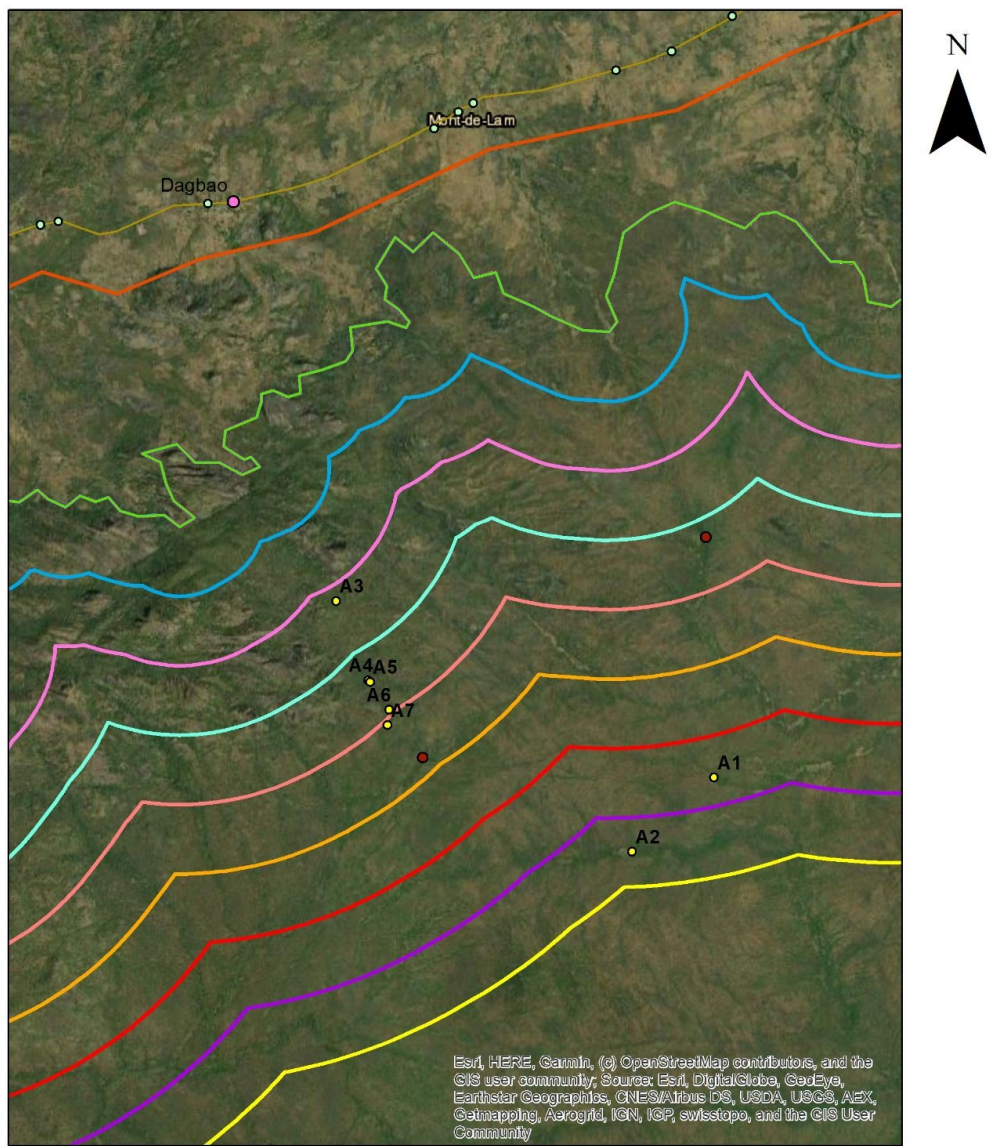 N
Mont-de-Lam
Dagbao
A3
A4 A5
A6
A7
A1
A2
Esri, HERE, Garmin, (c) OpenStreetMap contributors, and the
GIS user community; Source: Esri, DigitalGlobe, GeoEye,
Earthstar Geographics, CNES/Airbus DS, USDA, USGS, AEX,
Getmapping, Aerogrid, IGN, IGP, swisstopo, and the GIS User
Community